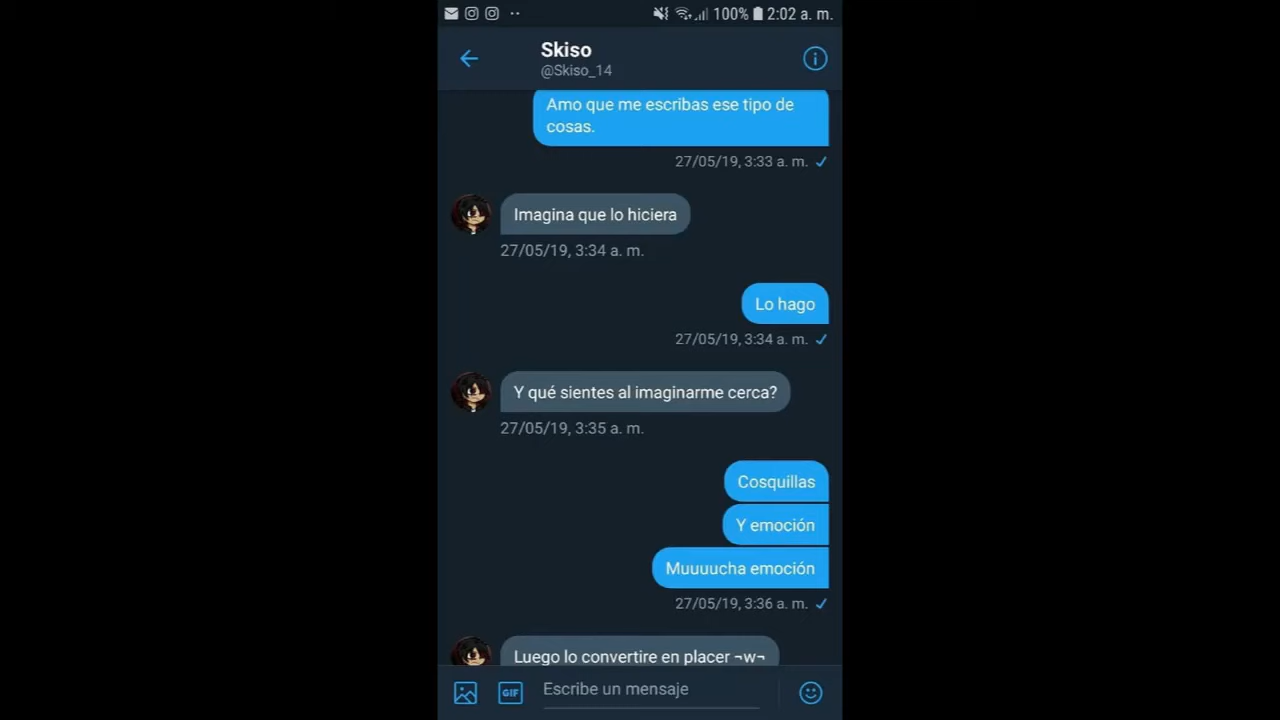 100% 2:02 a. m.
Skiso
@Skiso_14
Amo que me escribas ese tipo de
cosas.
27/05/19, 3:33 a. m.
Imagina que lo hiciera
27/05/19, 3:34 a. m.
Lo hago
27/05/19, 3:34 a. m.
Y qué sientes al imaginarme cerca?
27/05/19, 3:35 a. m.
Cosquillas
Y emoción
Muuuucha emoción
27/05/19, 3:36 a. m.
Luego lo convertire en placer ¬w¬
GIF Escribe un mensaje